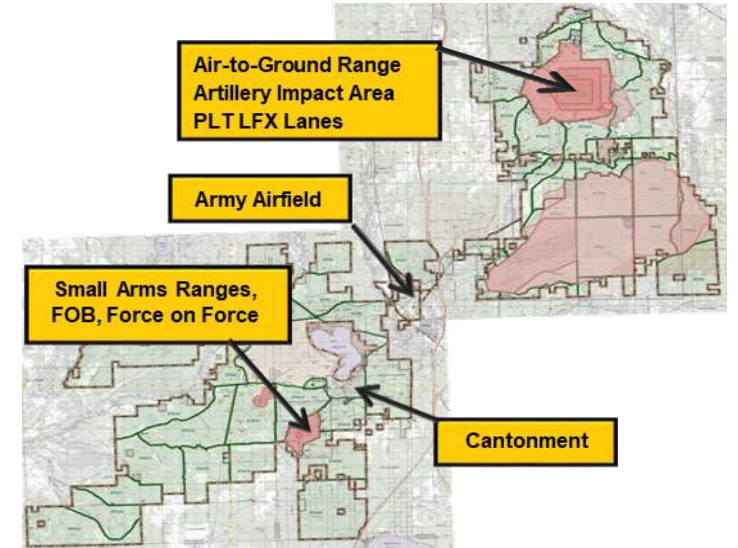 Air-to-Ground Range
Artillery Impact Area
PLT LFX Lanes
Army Airfield
Small Arms Ranges,
FOB, Force on Force
Cantonment